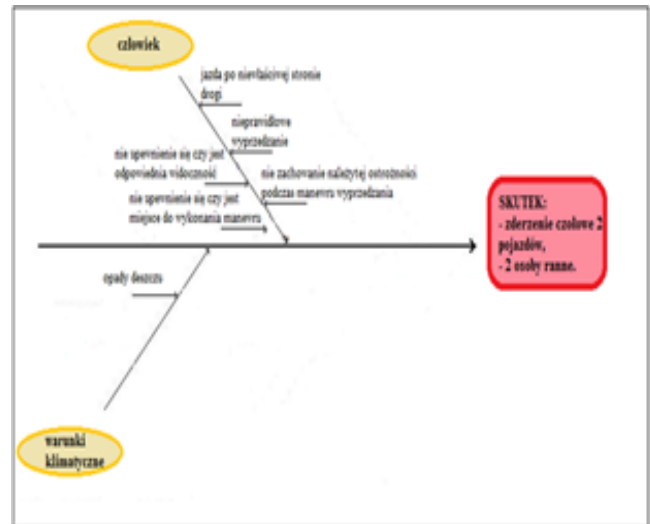 człowiek
jazda po niewłaściwej stronie
drogi
nieprawidłowe
wyprzedzanie
nie upewnienie się czy jest
odpowiednia widoczność
nie zachowanie należytej ostrożności
podczas manewru wyprzedzania
nie upewnienie się czy jest
miejsce do wykonania manewru
SKUTEK:
- zderzenie czołowe 2
pojazdów,
- 2 osoby ranne.
opady deszczu
warunki
klimatyczne